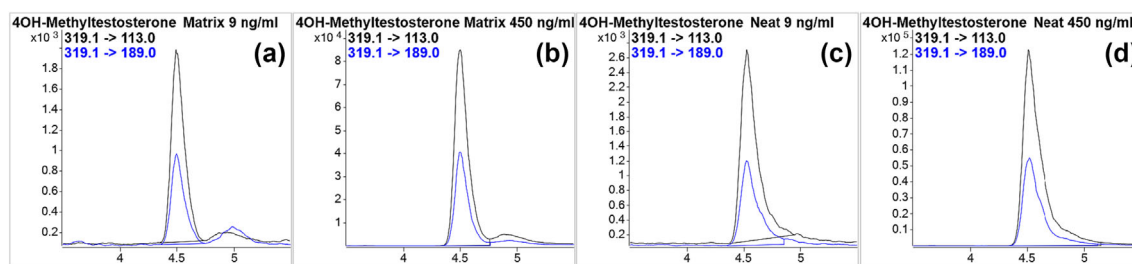 4OH-Methyltestosterone Matrix 9 ng/ml
x10 3
319.1 -> 113.0
319.1 -> 189.0
(a)
1.8
1.6
1.4
1.2
1
0.8
0.6
0.4
0.2
4
4.5
5
4OH-Methyltestosterone Matrix 450 ng/ml
x10 4
319.1 -> 113.0
319.1 -> 189.0
(b)
8
7
6
5
4
3
2
1
4
4.5
5
4OH-Methyltestosterone Neat 9 ng/ml
x10 3
319.1 -> 113.0
319.1 -> 189.0
(c)
2.6
2.4
2.2
2
1.8
1.6
1.4
1.2
1
0.8
0.6
0.4
0.2
4
4.5
5
4OH-Methyltestosterone Neat 450 ng/ml
x10 5
319.1 -> 113.0
319.1 -> 189.0
(d)
1.2
1.1
1
0.9
0.8
0.7
0.6
0.5
0.4
0.3
0.2
0.1
4
4.5
5